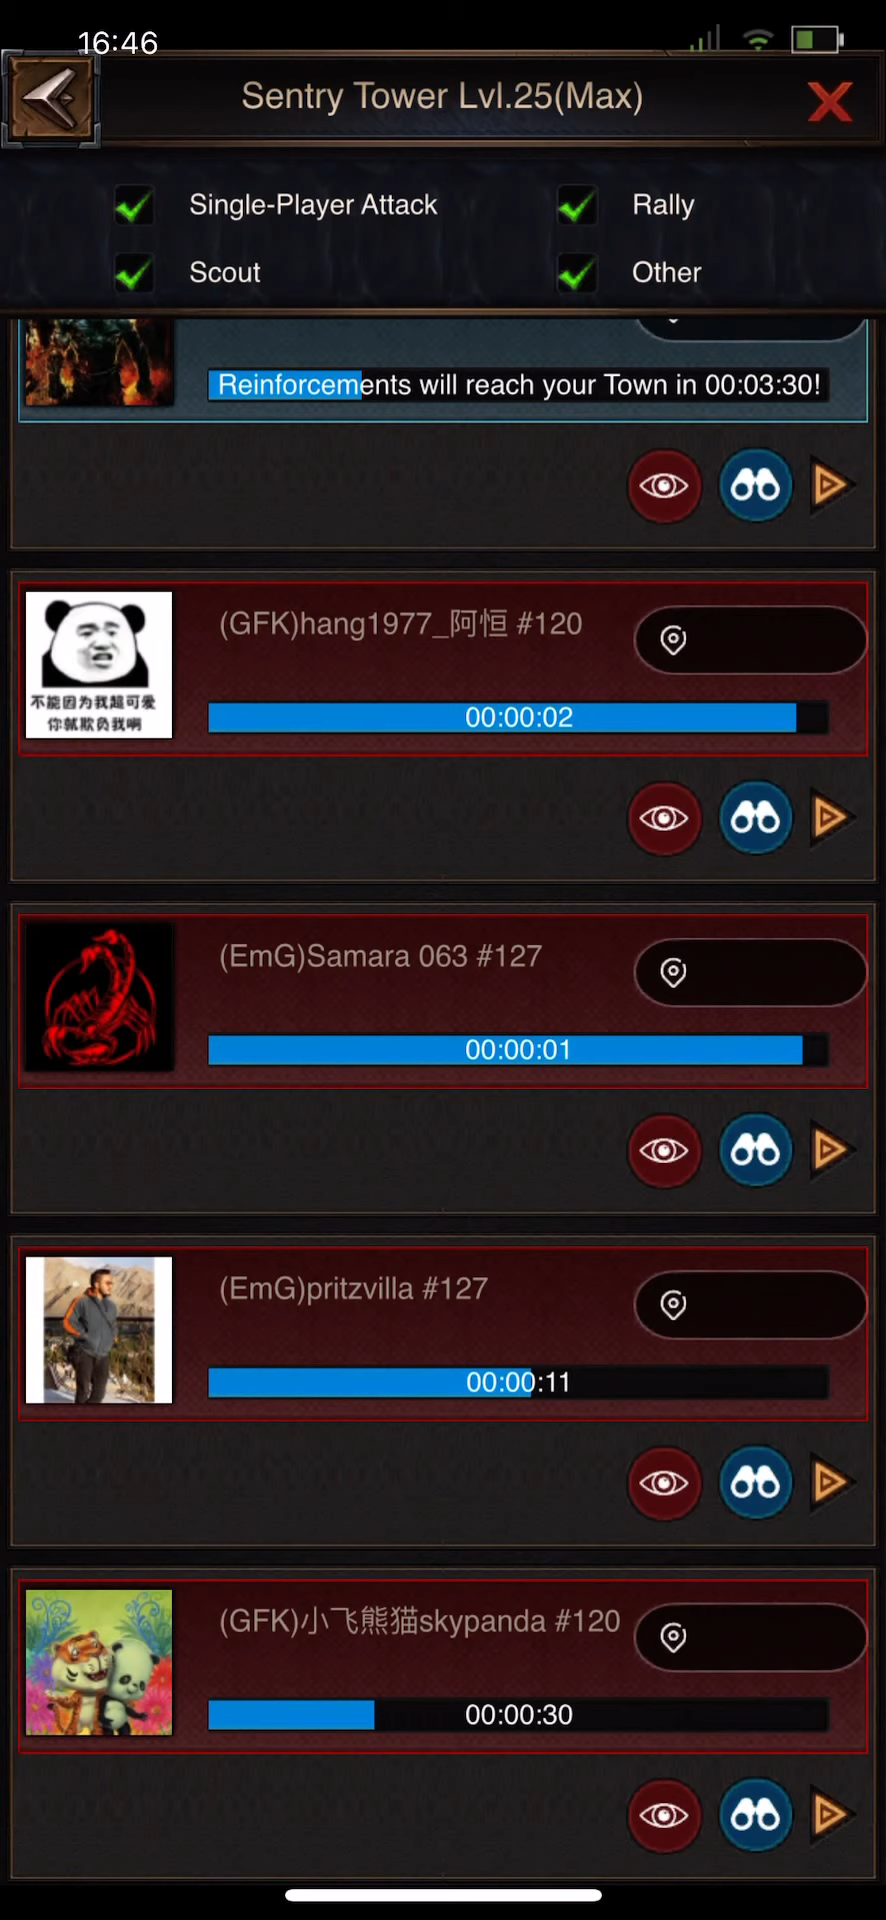 16:46
Sentry Tower Lvl.25(Max)
Single-Player Attack
Rally
Scout
Other
Reinforcements will reach your Town in 00:03:30!
(GFK)hang1977_阿恒 #120
不能因为我超可爱
你就欺负我啊
00:00:02
(EmG)Samara 063 #127
00:00:01
(EmG)pritzvilla #127
00:00:11
(GFK)小飞熊猫skypanda #120
00:00:30